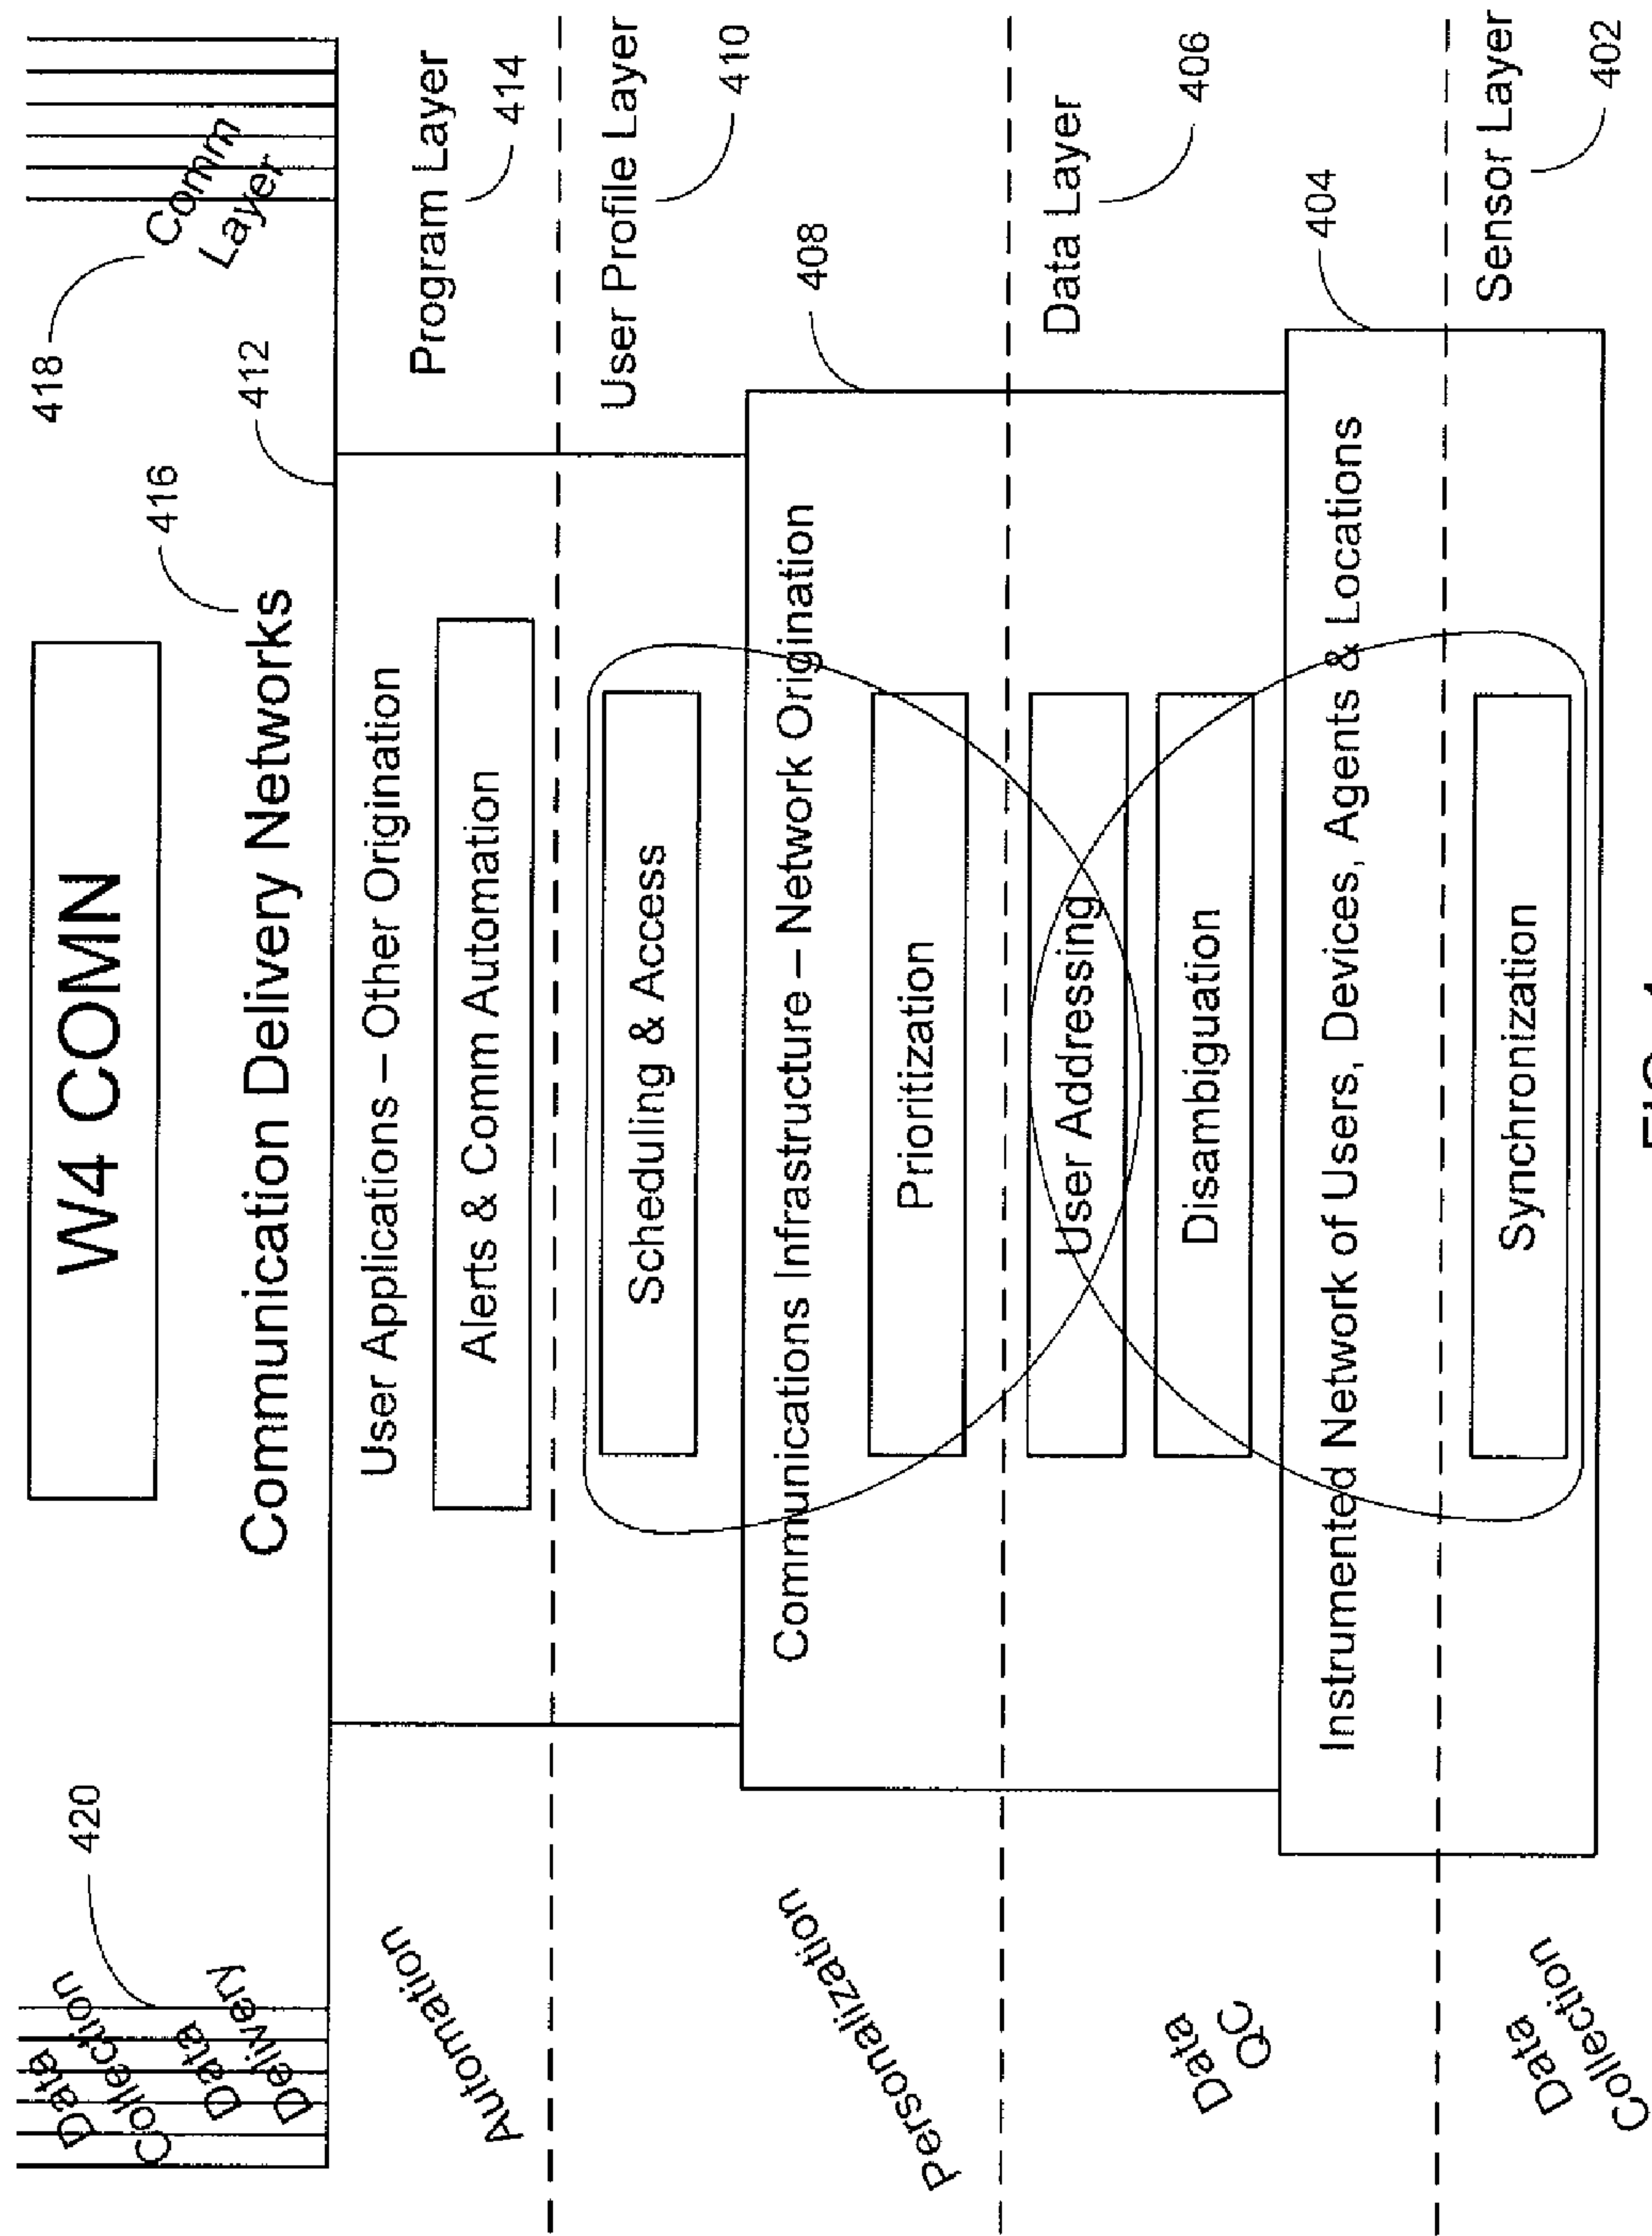 W4 COMN
418
Comm
Layer
420
Data
Collection
Data
Delivery
416
Communication Delivery Networks
412
User Applications – Other Origination
Program Layer
414
Automation
Alerts & Comm Automation
User Profile Layer
410
Scheduling & Access
408
Communications Infrastructure – Network Origination
Personalization
Prioritization
Data Layer
406
User Addressing
Data
QC
Disambiguation
404
Instrumented Network of Users, Devices, Agents & Locations
Sensor Layer
402
Data
Collection
Synchronization